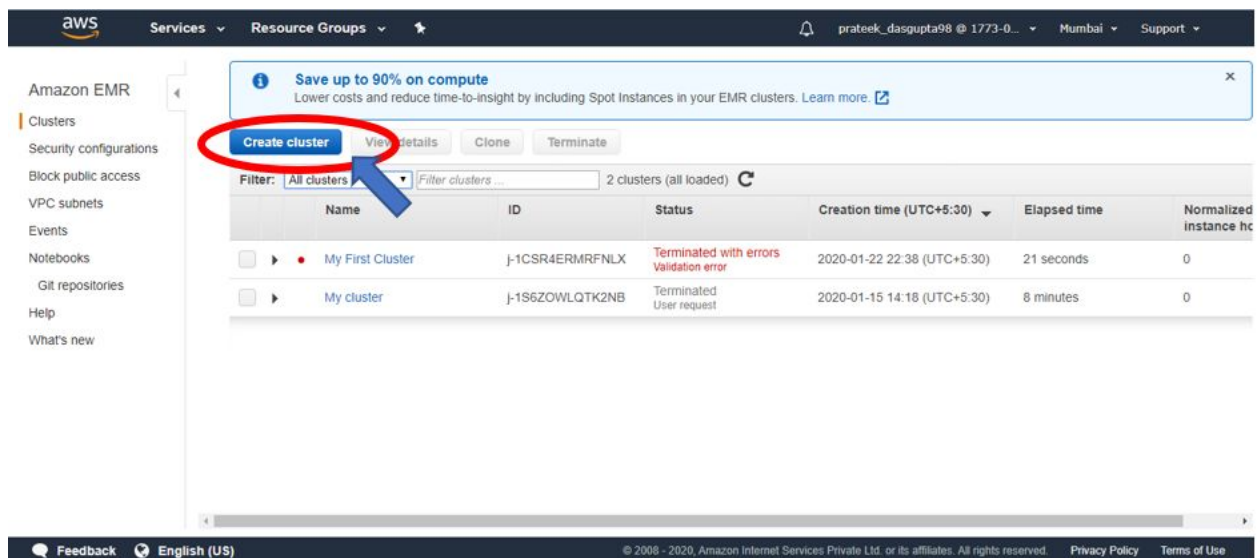 aws Services Resource Groups prateek_dasgupta98 @ 1773-0... Mumbai Support
Amazon EMR
Clusters
Security configurations
Block public access
VPC subnets
Events
Notebooks
Git repositories
Help
What's new
Save up to 90% on compute
Lower costs and reduce time-to-insight by including Spot Instances in your EMR clusters. Learn more.
Create cluster View details Clone Terminate
Filter: All clusters Filter clusters ... 2 clusters (all loaded)
Name ID Status Creation time (UTC+5:30) Elapsed time Normalized
instance ho
My First Cluster j-1CSR4ERMRFNLX Terminated with errors 2020-01-22 22:38 (UTC+5:30) 21 seconds 0
Validation error
My cluster j-1S6ZOWLQTK2NB Terminated 2020-01-15 14:18 (UTC+5:30) 8 minutes 0
User request
Feedback English (US) © 2008 - 2020, Amazon Internet Services Private Ltd. or its affiliates. All rights reserved. Privacy Policy Terms of Use